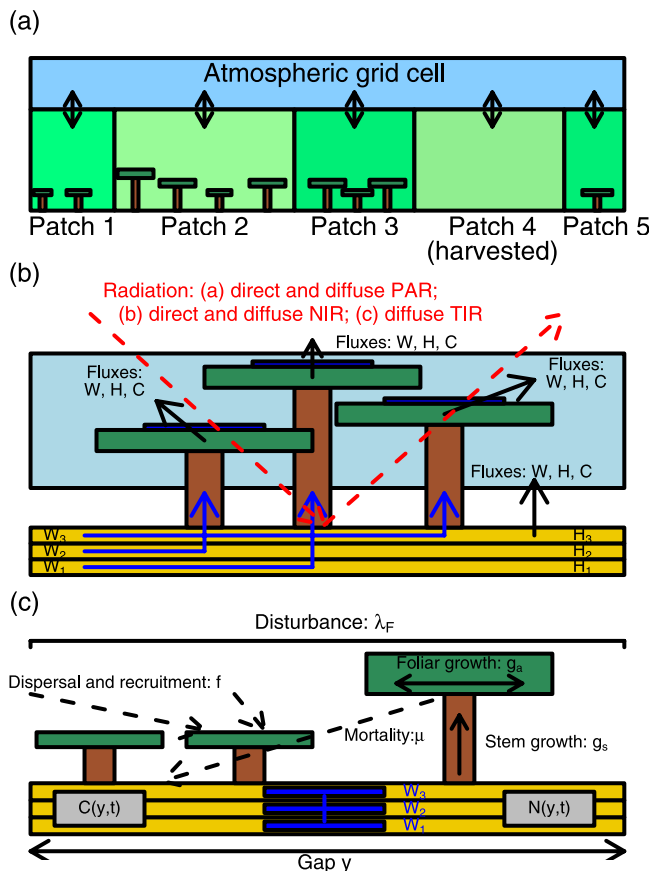 (a)
Atmospheric grid cell
Patch 1 Patch 2 Patch 3 Patch 4 Patch 5
(harvested)
(b)
Radiation: (a) direct and diffuse PAR;
(b) direct and diffuse NIR; (c) diffuse TIR
Fluxes: W, H, C
Fluxes:
W, H, C
Fluxes:
W, H, C
Fluxes: W, H, C
W₃ H₃
W₂ H₂
W₁ H₁
(c)
Disturbance: λ_F
Foliar growth: gₐ
Dispersal and recruitment: f
Mortality:μ
Stem growth: gₛ
W₃
C(y,t) W₂ N(y,t)
W₁
Gap y